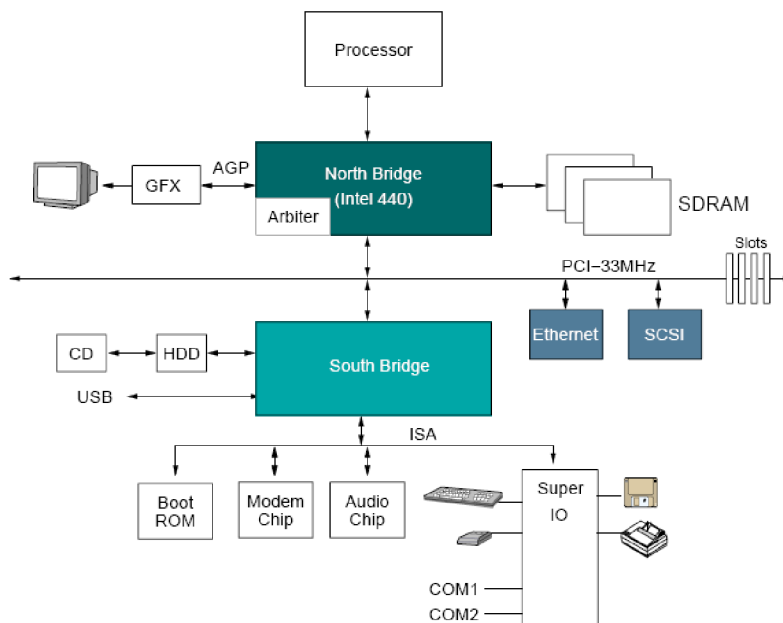 Processor
AGP
GFX
North Bridge
(Intel 440)
Arbiter
SDRAM
PCI–33MHz
Slots
Ethernet
SCSI
CD
HDD
South Bridge
USB
ISA
Boot
ROM
Modem
Chip
Audio
Chip
Super
IO
COM1
COM2